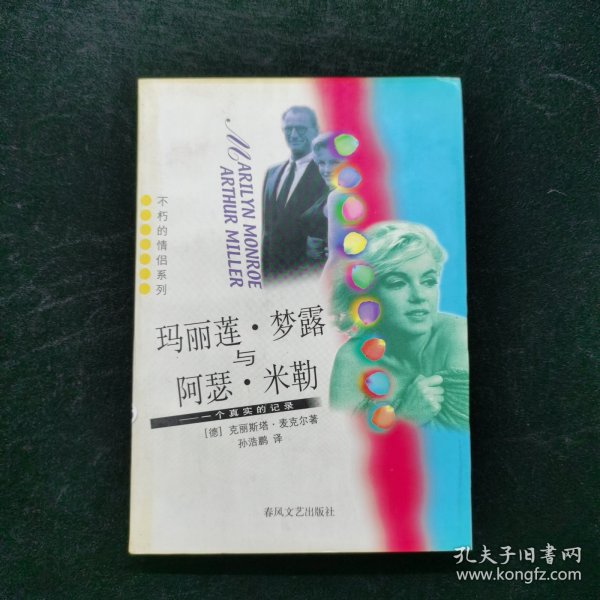 MARILYN MONROE
ARTHUR MILLER
不朽的情侣系列
玛丽莲·梦露
与
阿瑟·米勒
——一个真实的记录
[德] 克丽斯塔·麦克尔著
孙浩鹏 译
春风文艺出版社
孔夫子旧書网
www.kongfz.com